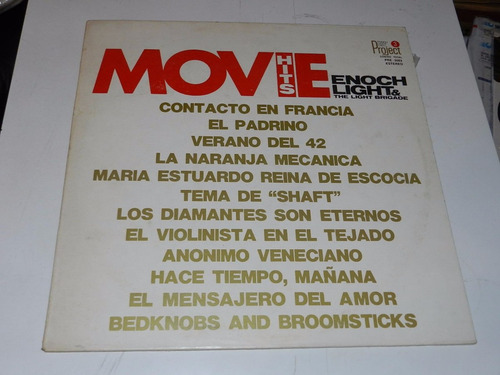 MOVIE
HITS
ENOCH
LIGHT &
THE LIGHT BRIGADE
Project 3
CONTACTO EN FRANCIA
EL PADRINO
VERANO DEL 42
LA NARANJA MECANICA
MARIA ESTUARDO REINA DE ESCOCIA
TEMA DE "SHAFT"
LOS DIAMANTES SON ETERNOS
EL VIOLINISTA EN EL TEJADO
ANONIMO VENECIANO
HACE TIEMPO, MAÑANA
EL MENSAJERO DEL AMOR
BEDKNOBS AND BROOMSTICKS